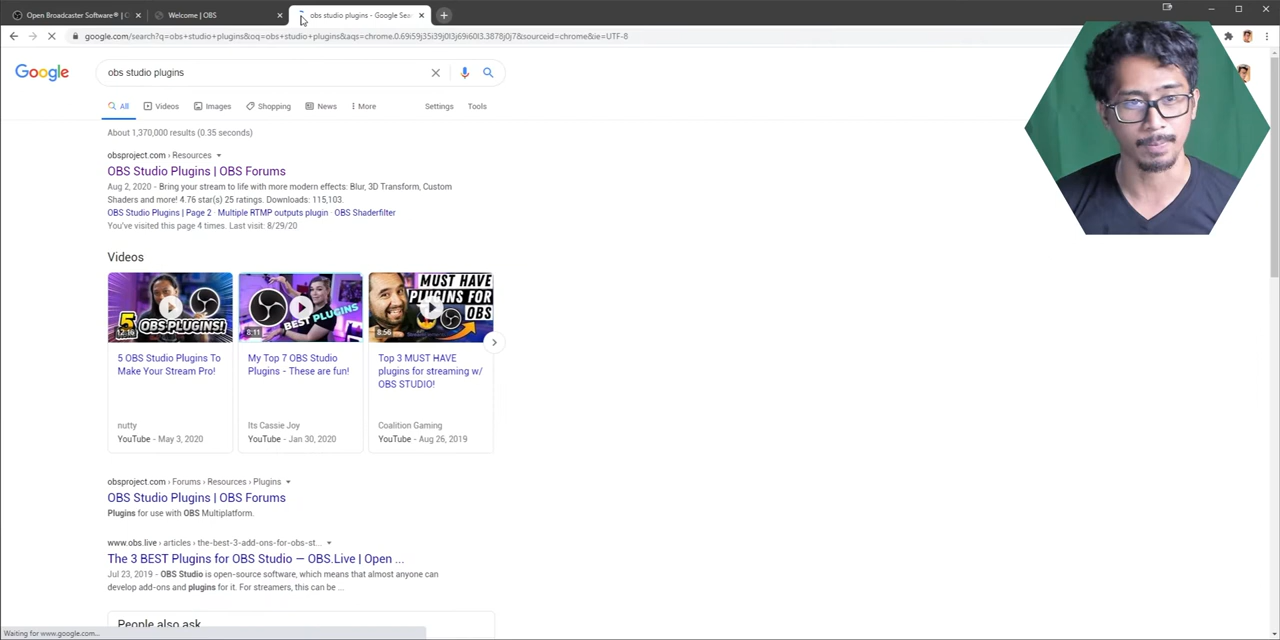 Open Broadcaster Software® | O
Welcome | OBS
obs studio plugins - Google Sea
google.com/search?q=obs+studio+plugins&oq=obs+studio+plugins&aqs=chrome.0.69i59j35i39j0l3j69i60l3.3878j0j7&sourceid=chrome&ie=UTF-8
Google
obs studio plugins
All
Videos
Images
Shopping
News
More
Settings
Tools
About 1,370,000 results (0.35 seconds)
obsproject.com › Resources
OBS Studio Plugins | OBS Forums
Aug 2, 2020 - Bring your stream to life with more modern effects: Blur, 3D Transform, Custom
Shaders and more! 4.76 star(s) 25 ratings. Downloads: 115,103.
OBS Studio Plugins | Page 2 · Multiple RTMP outputs plugin · OBS Shaderfilter
You've visited this page 4 times. Last visit: 8/29/20
Videos
5 OBS PLUGINS!
12:16
BEST PLUGINS
8:11
MUST HAVE
PLUGINS FOR
OBS
8:56
5 OBS Studio Plugins To
Make Your Stream Pro!
nutty
YouTube - May 3, 2020
My Top 7 OBS Studio
Plugins - These are fun!
Its Cassie Joy
YouTube - Jan 30, 2020
Top 3 MUST HAVE
plugins for streaming w/
OBS STUDIO!
Coalition Gaming
YouTube - Aug 26, 2019
obsproject.com › Forums › Resources › Plugins
OBS Studio Plugins | OBS Forums
Plugins for use with OBS Multiplatform.
www.obs.live › articles › the-best-3-add-ons-for-obs-st...
The 3 BEST Plugins for OBS Studio — OBS.Live | Open ...
Jul 23, 2019 - OBS Studio is open-source software, which means that almost anyone can
develop add-ons and plugins for it. For streamers, this can be ...
People also ask
Waiting for www.google.com...